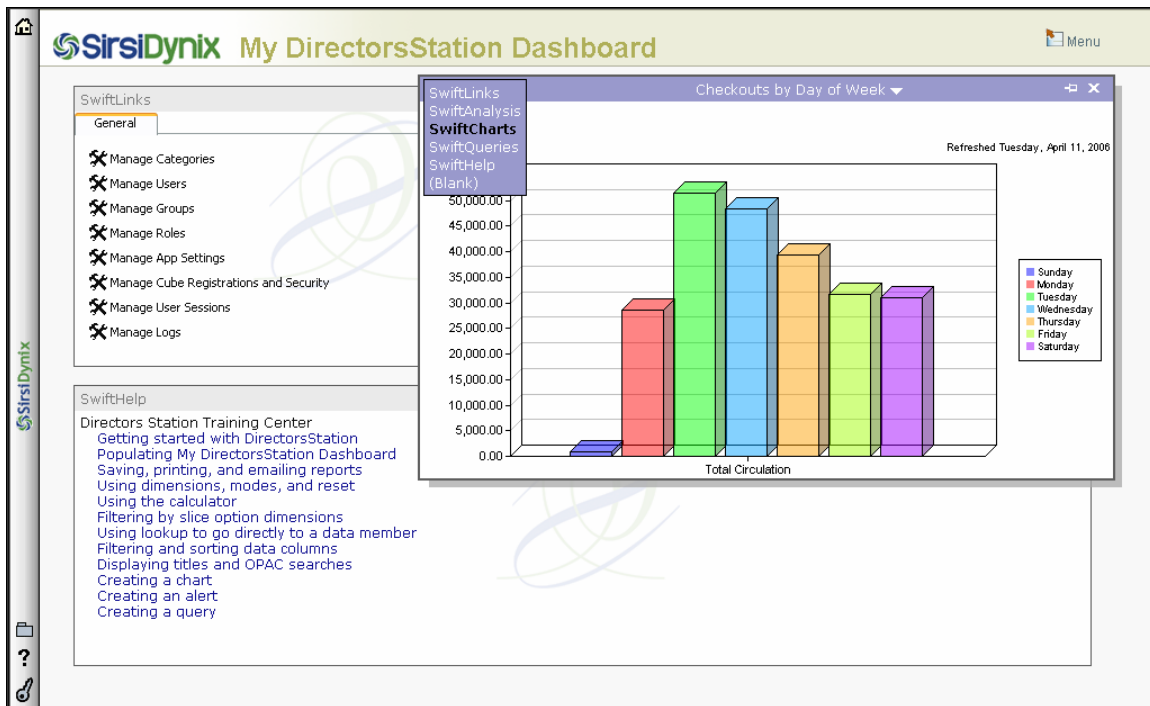 SirsiDynix My DirectorsStation Dashboard
Menu
SwiftLinks
General
Manage Categories
Manage Users
Manage Groups
Manage Roles
Manage App Settings
Manage Cube Registrations and Security
Manage User Sessions
Manage Logs
SwiftLinks
SwiftAnalysis
SwiftCharts
SwiftQueries
SwiftHelp
(Blank)
Checkouts by Day of Week
Refreshed Tuesday, April 11, 2006
50,000.00
45,000.00
40,000.00
35,000.00
30,000.00
25,000.00
20,000.00
15,000.00
10,000.00
5,000.00
0.00
Total Circulation
Sunday
Monday
Tuesday
Wednesday
Thursday
Friday
Saturday
SirsiDynix
SwiftHelp
Directors Station Training Center
Getting started with DirectorsStation
Populating My DirectorsStation Dashboard
Saving, printing, and emailing reports
Using dimensions, modes, and reset
Using the calculator
Filtering by slice option dimensions
Using lookup to go directly to a data member
Filtering and sorting data columns
Displaying titles and OPAC searches
Creating a chart
Creating an alert
Creating a query
?